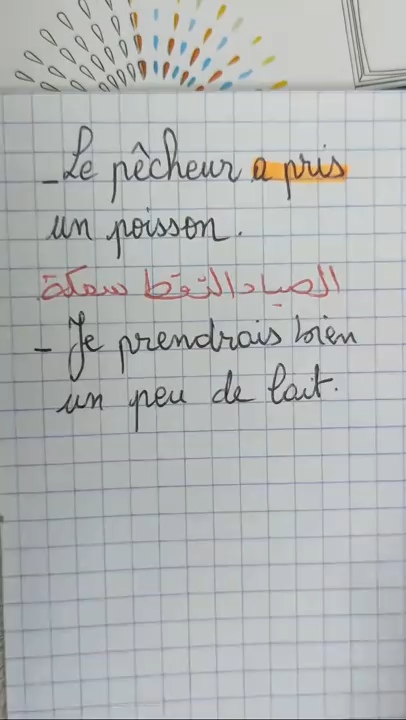 - Le pêcheur a pris
un poisson.
الصياد التقط سمكة
- Je prendrais bien
un peu de lait.